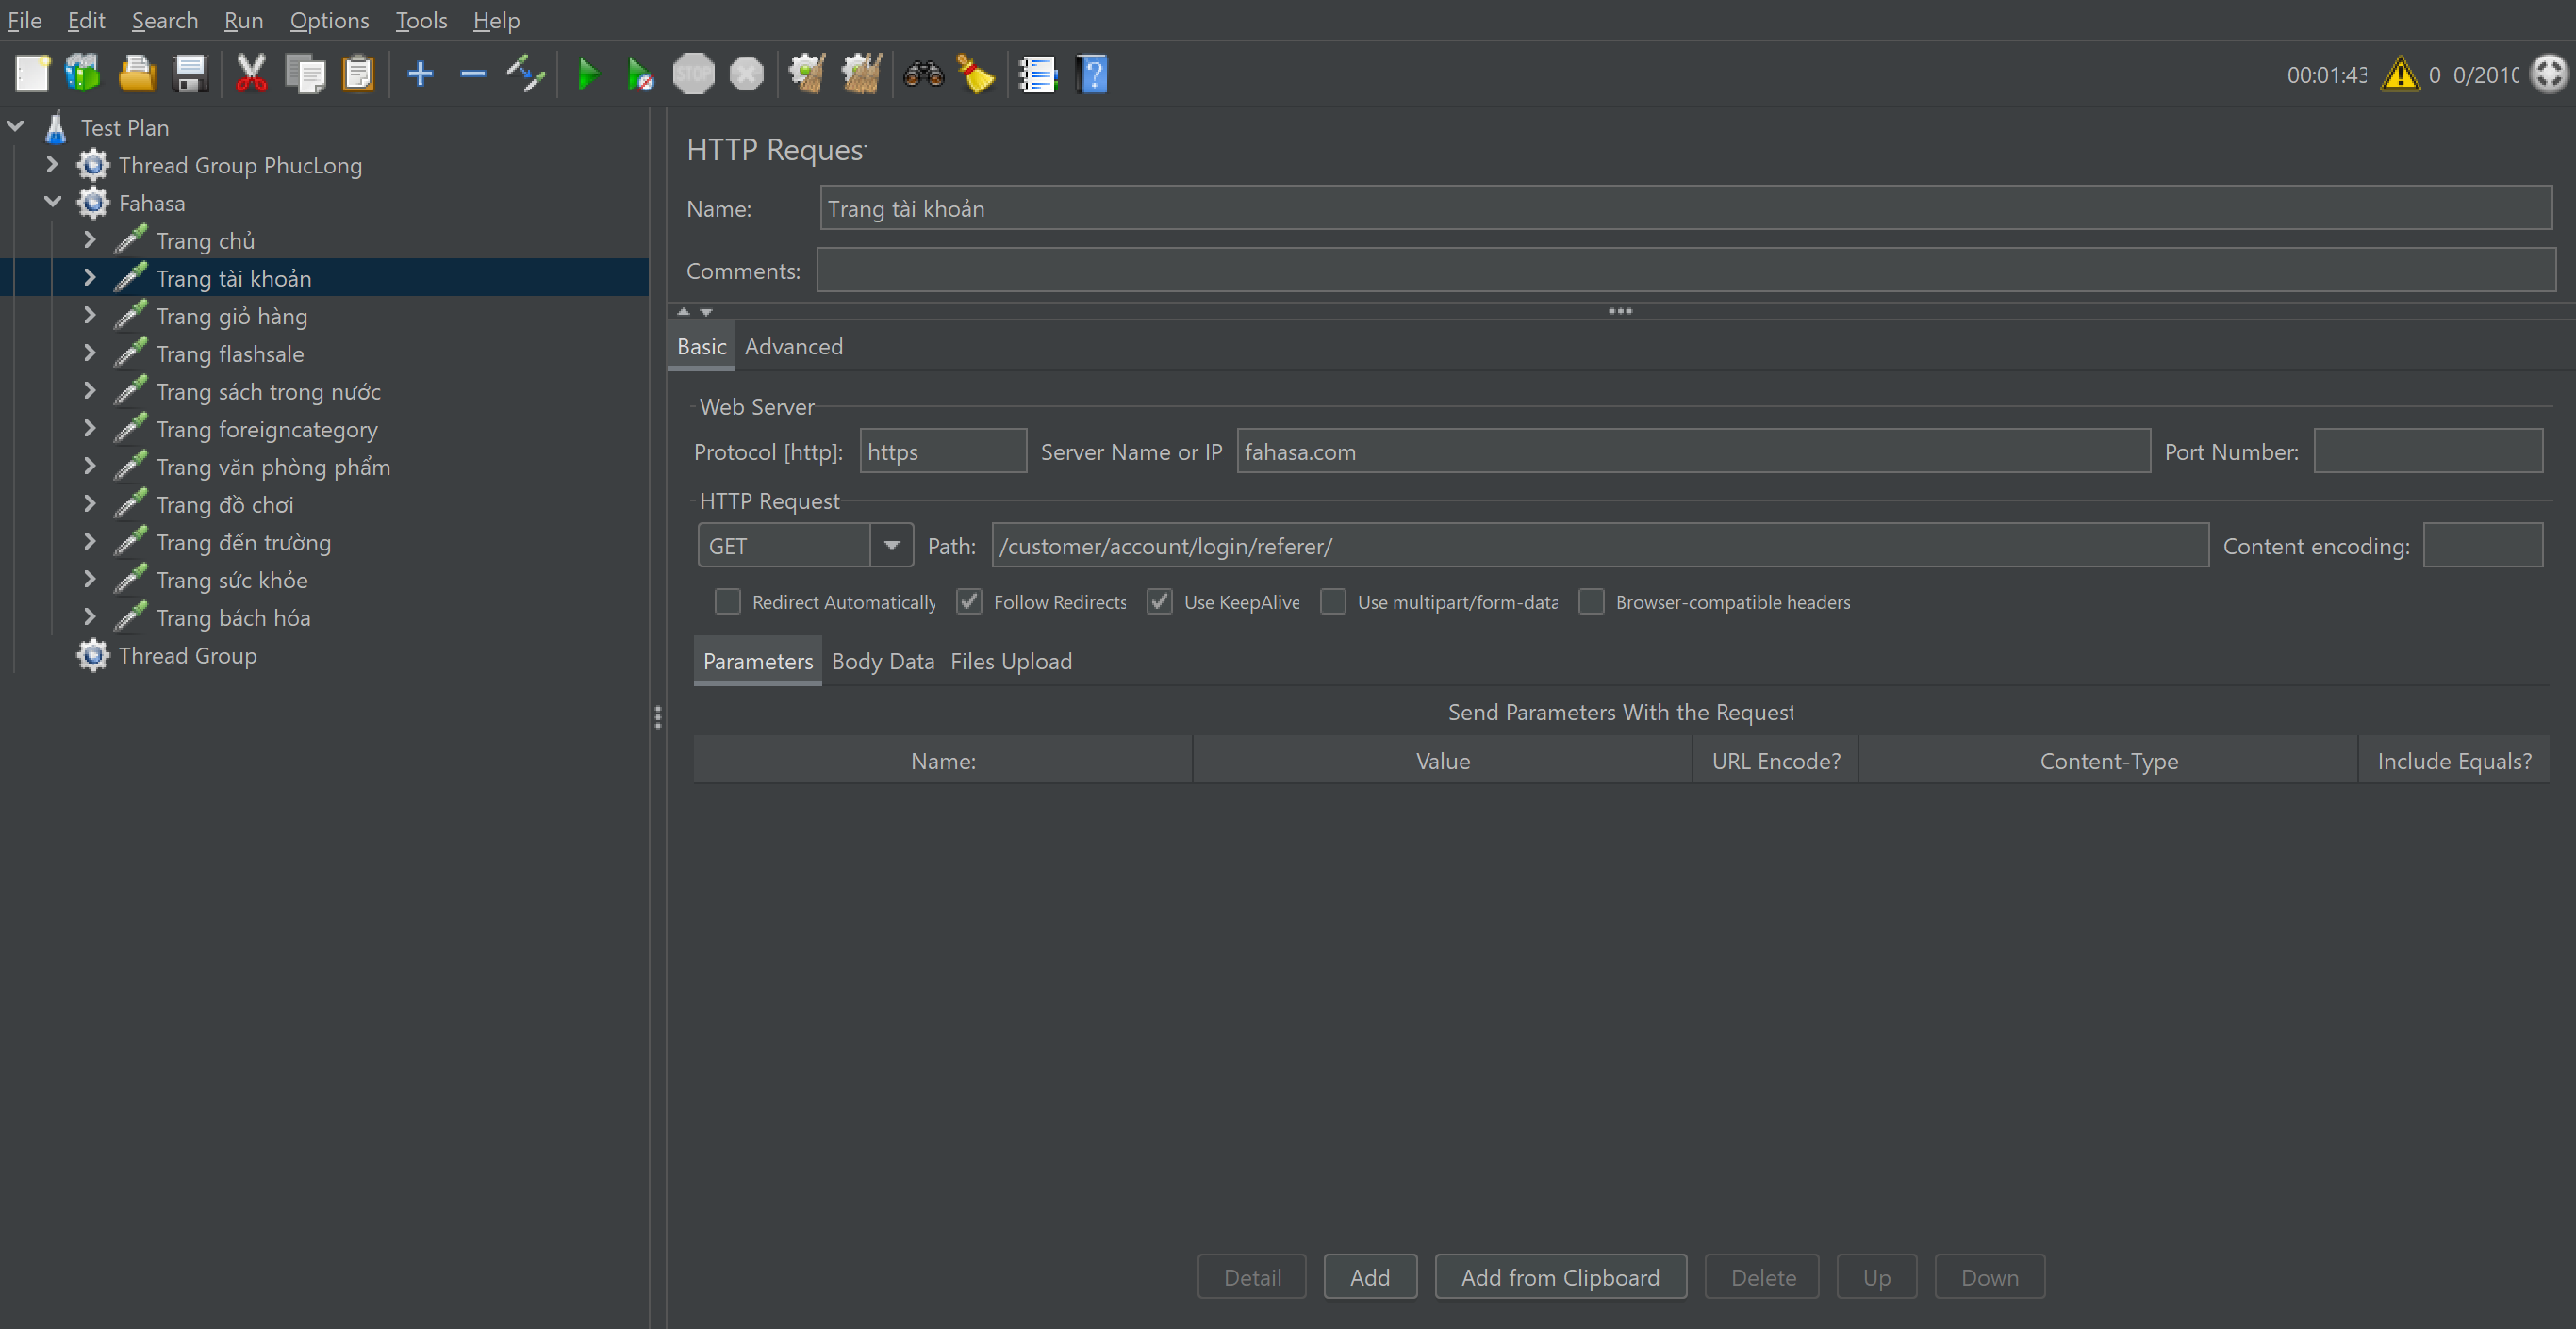 File Edit Search Run Options Tools Help
STOP
00:01:43 0 0/2010
Test Plan
Thread Group PhucLong
Fahasa
Trang chủ
Trang tài khoản
Trang giỏ hàng
Trang flashsale
Trang sách trong nước
Trang foreigncategory
Trang văn phòng phẩm
Trang đồ chơi
Trang đến trường
Trang sức khỏe
Trang bách hóa
Thread Group
HTTP Request
Name: Trang tài khoản
Comments:
Basic Advanced
Web Server
Protocol [http]: https Server Name or IP fahasa.com Port Number:
HTTP Request
GET Path: /customer/account/login/referer/ Content encoding:
Redirect Automatically Follow Redirects Use KeepAlive Use multipart/form-data Browser-compatible headers
Parameters Body Data Files Upload
Send Parameters With the Request
Name: Value URL Encode? Content-Type Include Equals?
Detail Add Add from Clipboard Delete Up Down